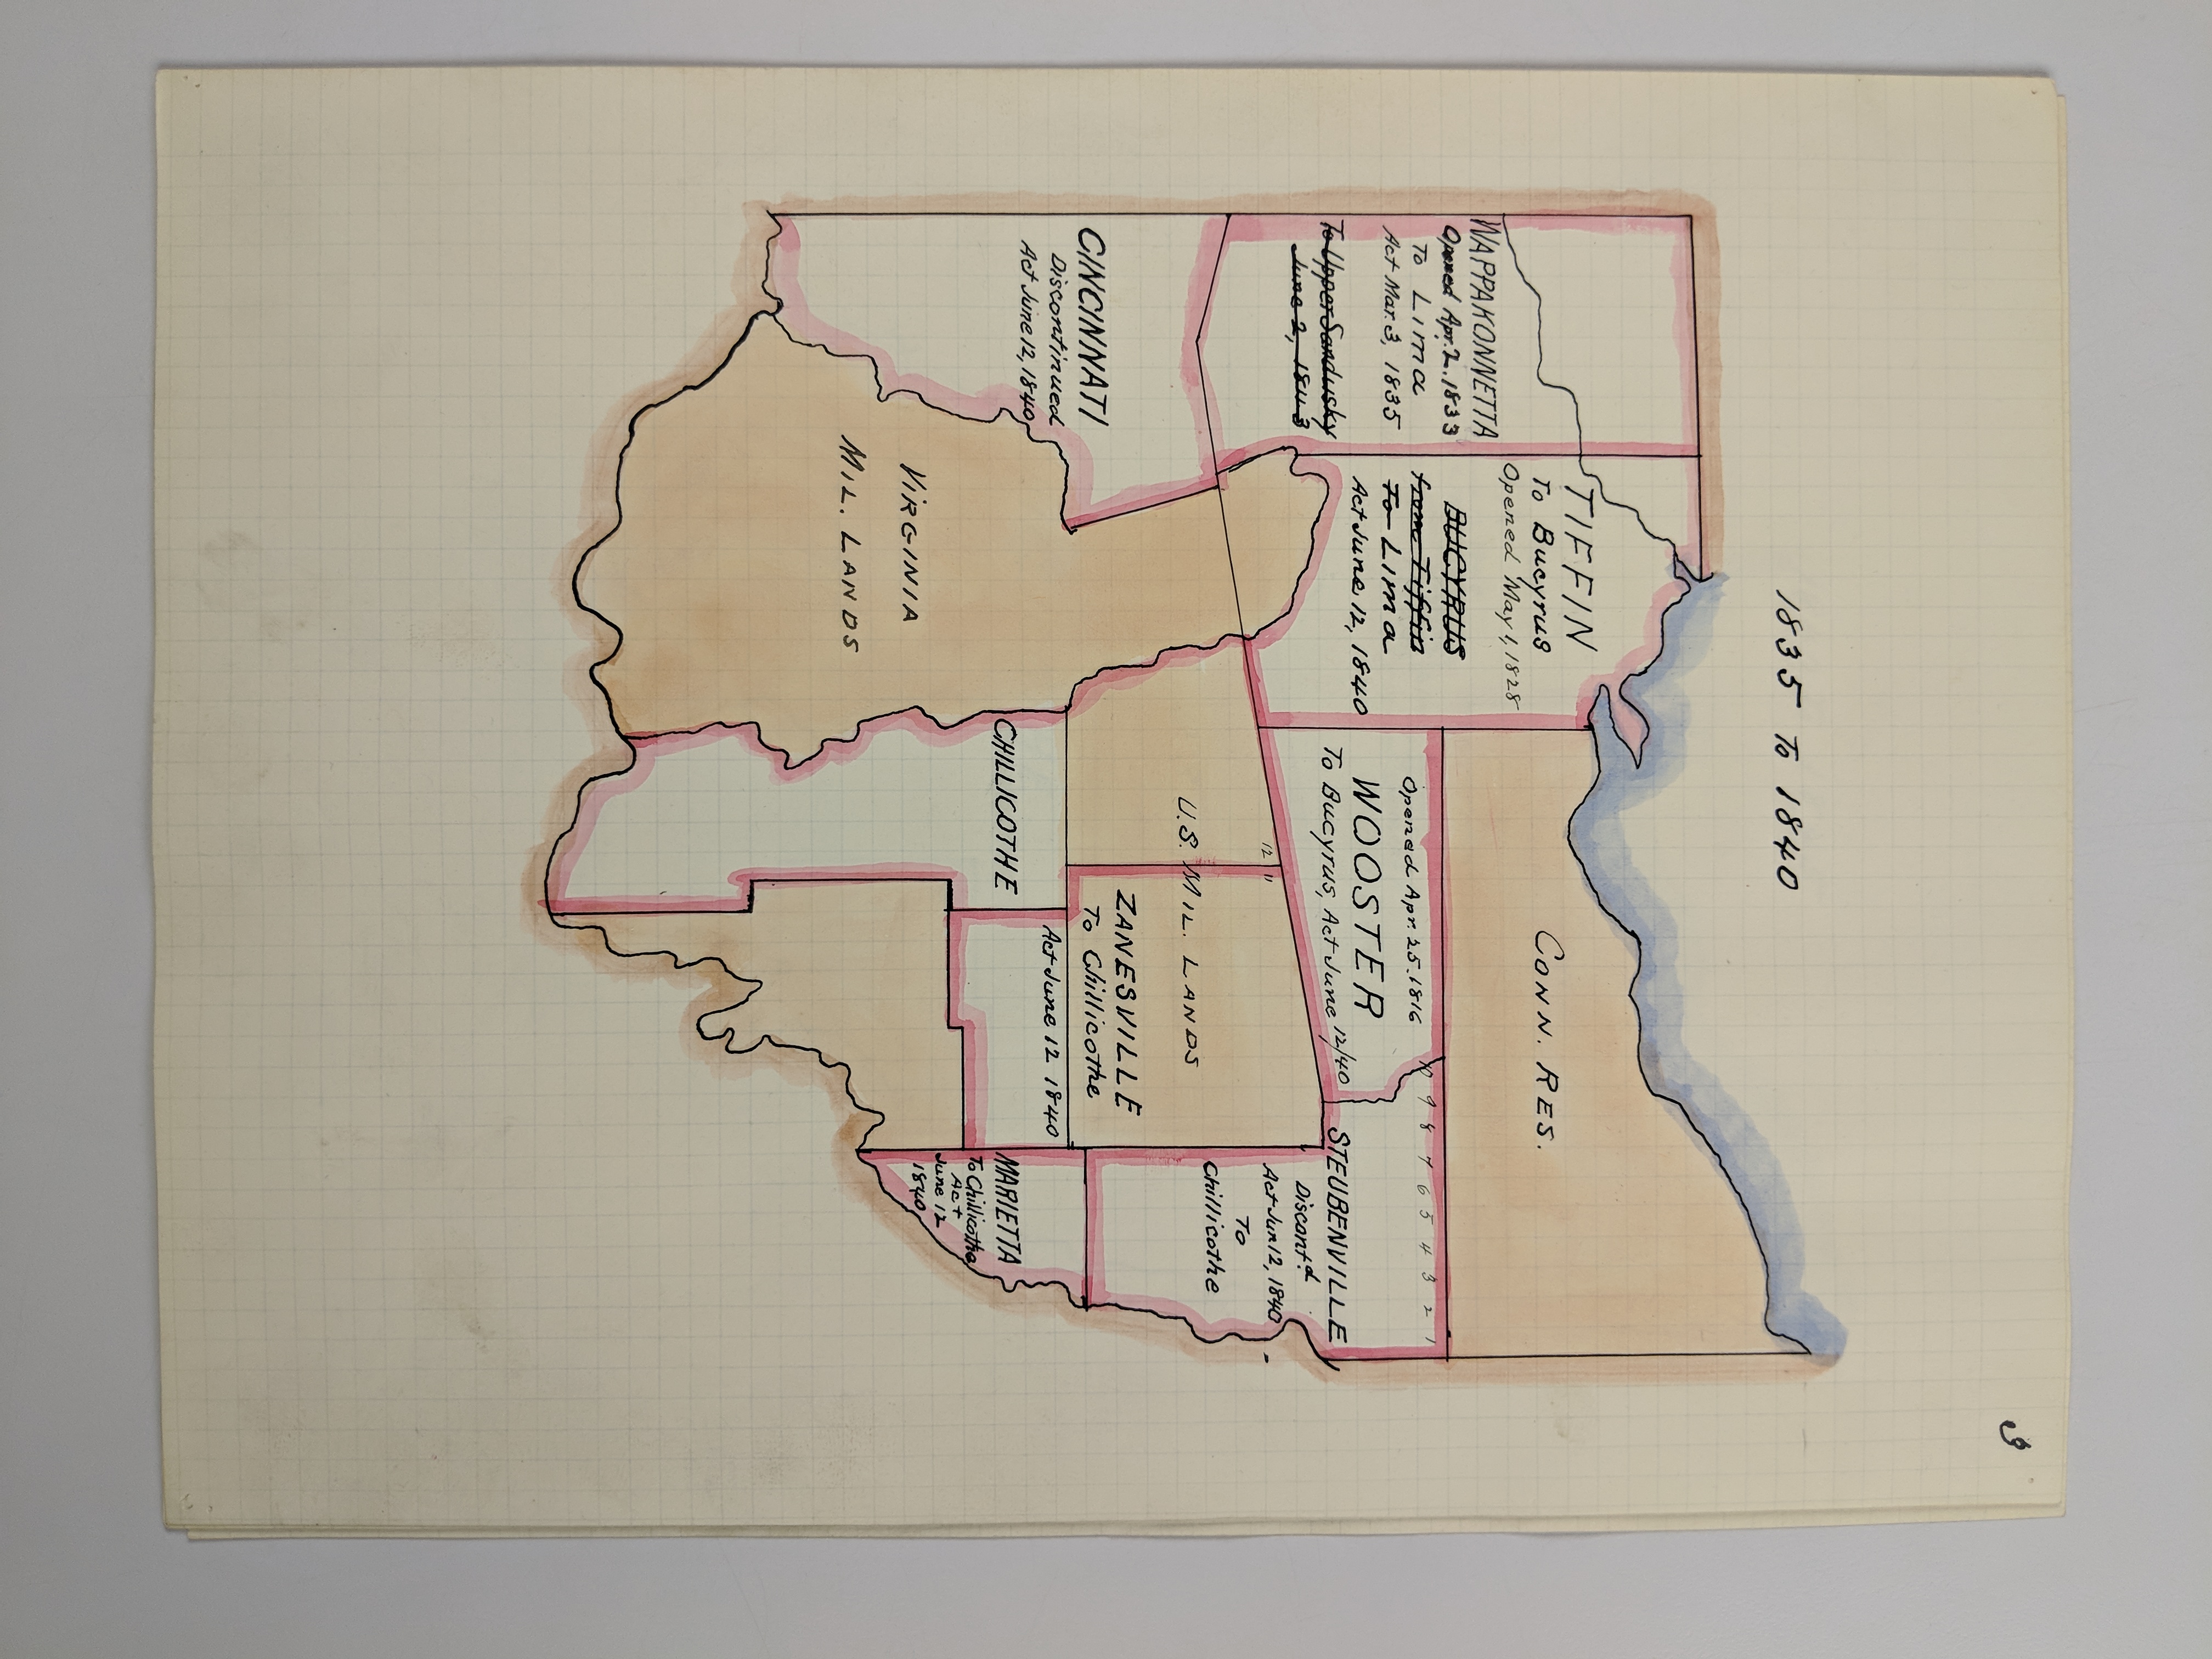 3
1835 To 1840
WAPPAKONNETTA
Opened Apr. 2. 1833
To Lima
Act Mar. 3, 1835
To Upper Sandusky
June 2, 1843
TIFFIN
To Bucyrus
Opened May 1, 1828
BUCYRUS
from Tiffin
To Lima
Act June 12, 1840
CONN. RES.
Opened Apr. 25. 1816
WOOSTER
To Bucyrus, Act June 12/40
10 9 8 7 6 5 4 3 2 1
STEUBENVILLE
Discont'd
Act Jun 12, 1840
To
Chillicothe
12 11
U.S. MIL. LANDS
ZANESVILLE
To Chillicothe
Act June 12 1840
CINCINNATI
Discontinued
Act June 12, 1840
VIRGINIA
MIL. LANDS
CHILLICOTHE
MARIETTA
To Chillicothe
Act
June 12
1840